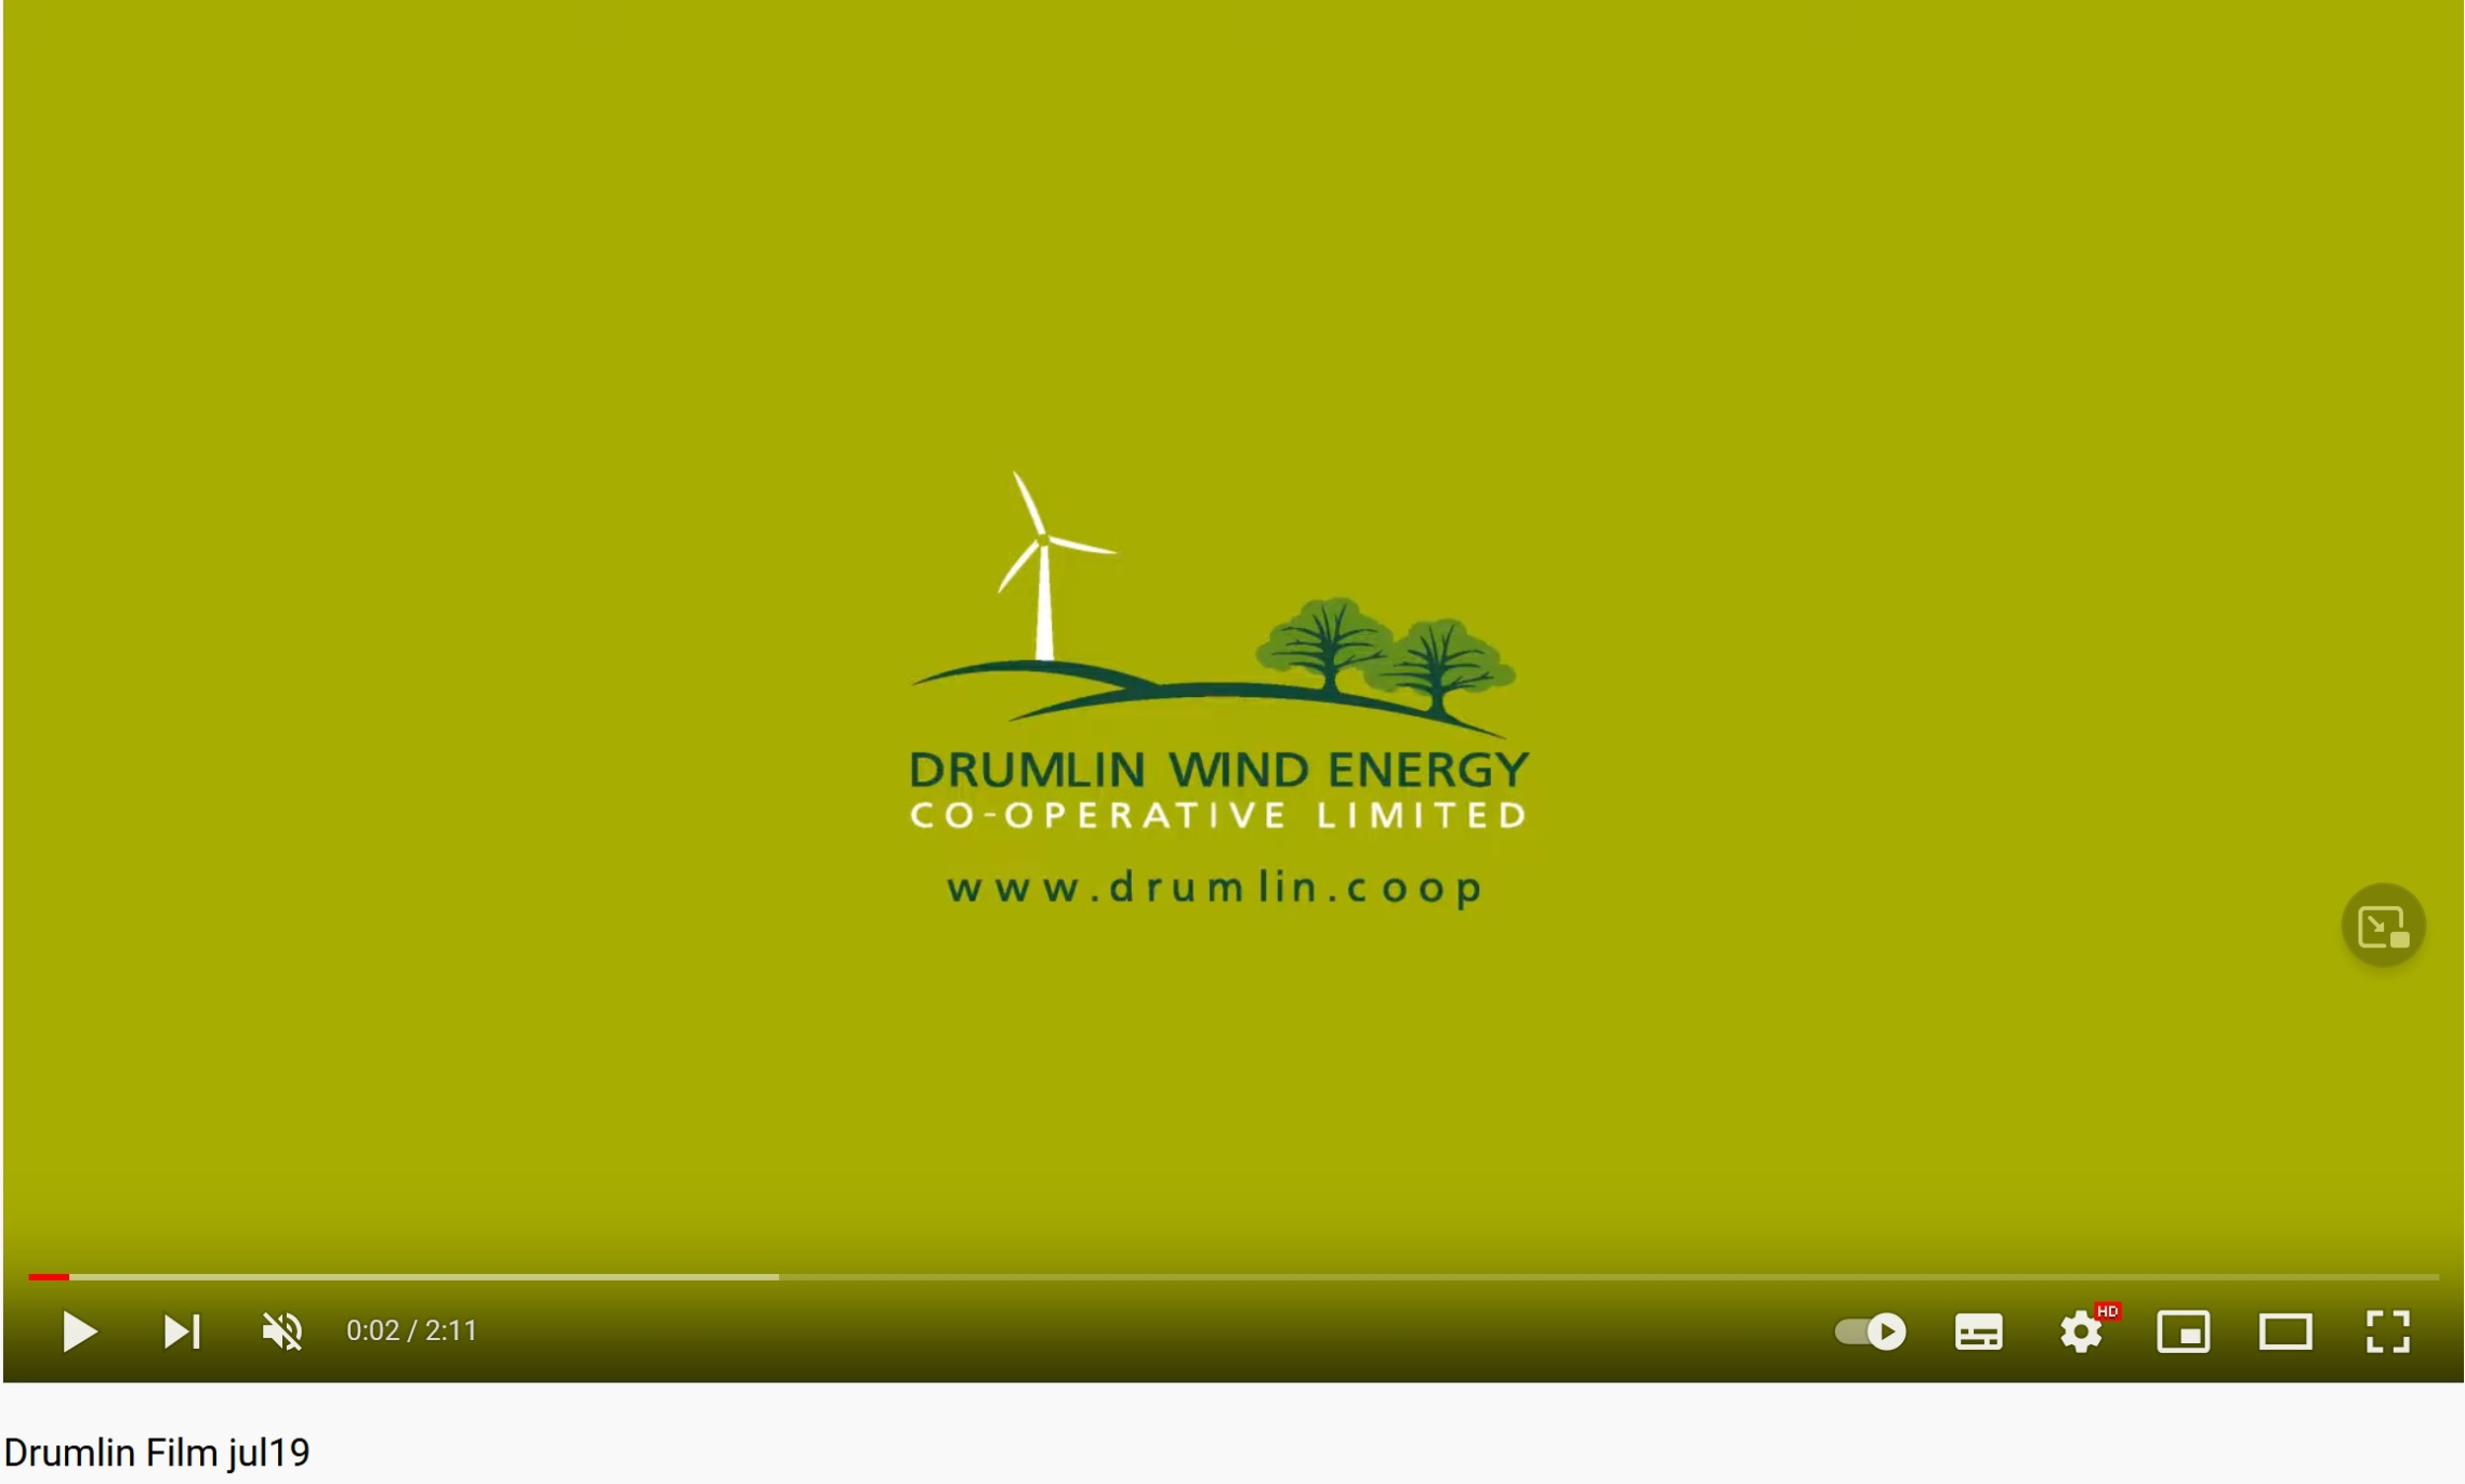 DRUMLIN WIND ENERGY
CO-OPERATIVE LIMITED
www.drumlin.coop
0:02 / 2:11
HD
Drumlin Film jul19